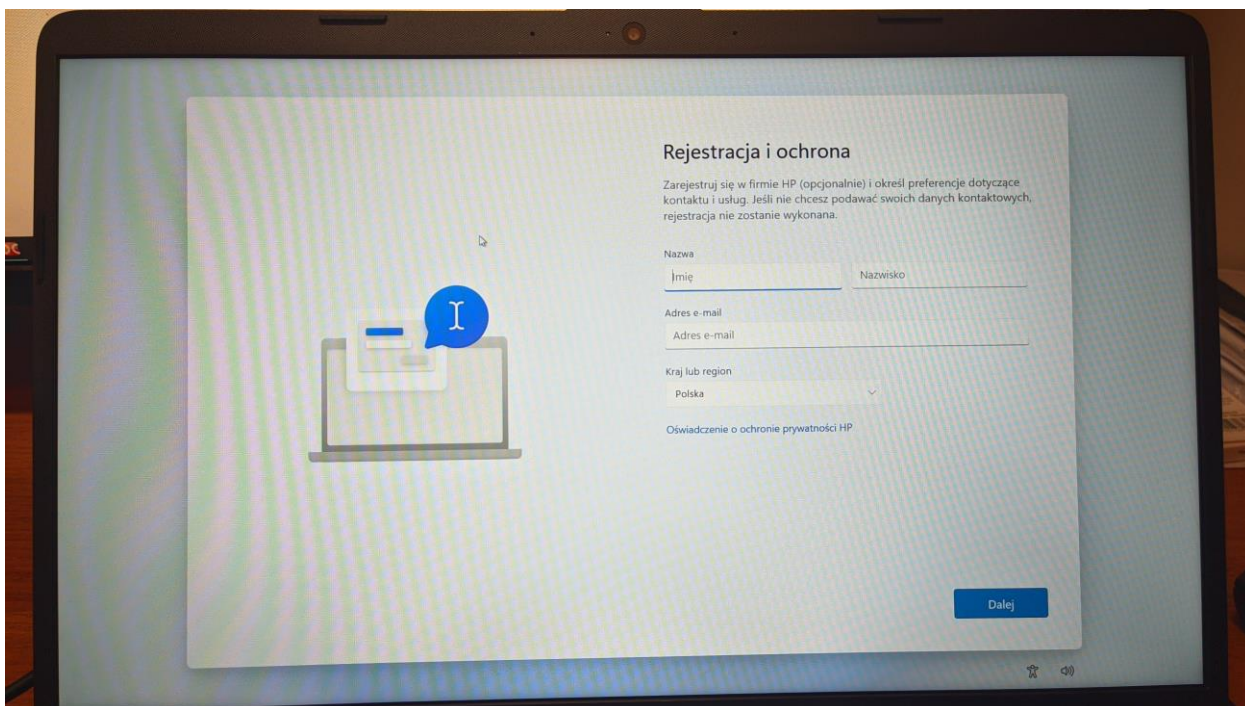 Rejestracja i ochrona
Zarejestruj się w firmie HP (opcjonalnie) i określ preferencje dotyczące
kontaktu i usług. Jeśli nie chcesz podawać swoich danych kontaktowych,
rejestracja nie zostanie wykonana.
Nazwa
Imię Nazwisko
Adres e-mail
Adres e-mail
Kraj lub region
Polska
Oświadczenie o ochronie prywatności HP
Dalej